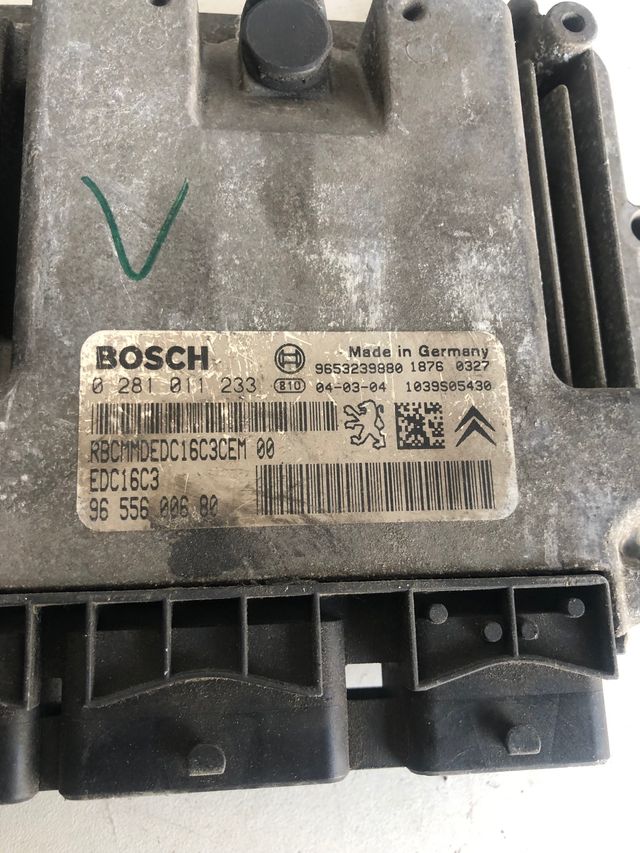 V
BOSCH
Made in Germany
9653239880 1876 0327
0 281 011 233 810 04-03-04 1039S05430
RBCMMDEDC16C3CEM 00
EDC16C3
96 556 006 80